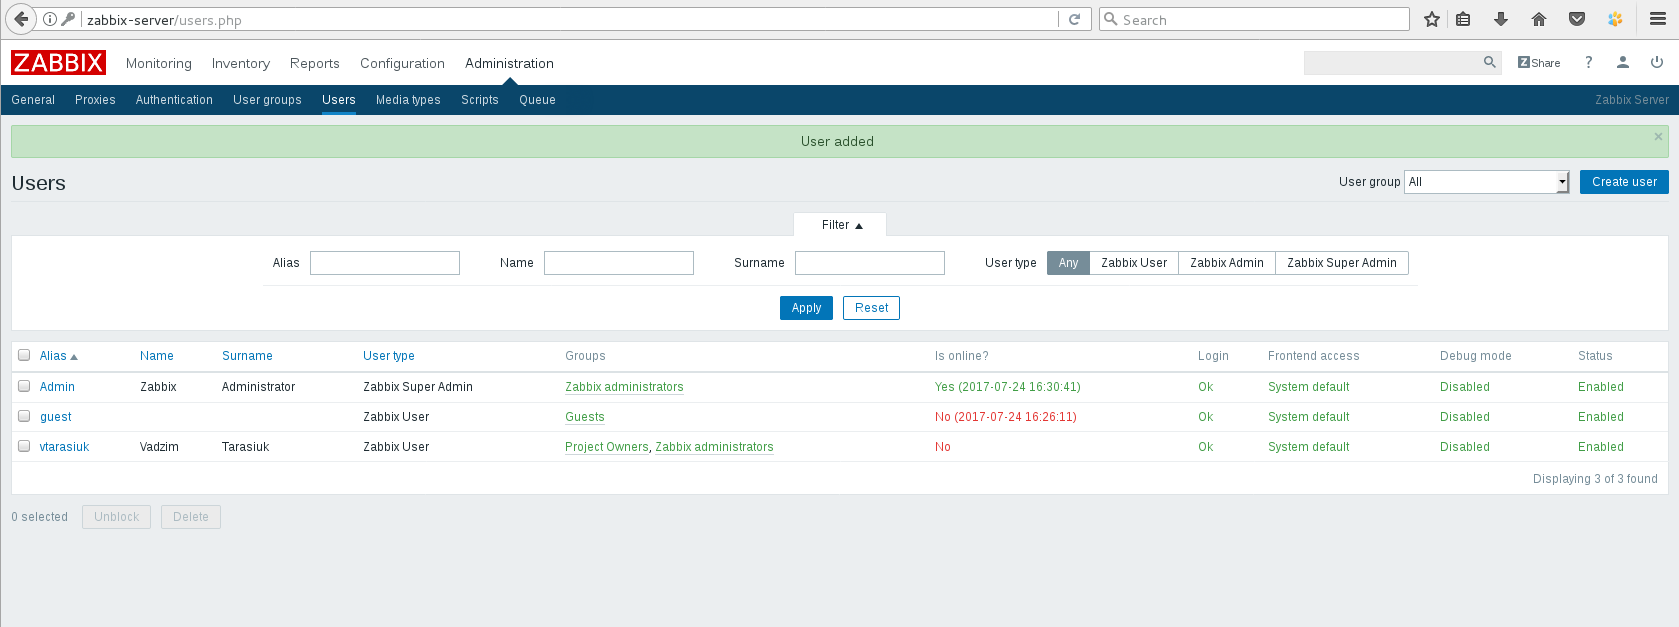 zabbix-server/users.php Search
ZABBIX Monitoring Inventory Reports Configuration Administration Z Share ?
General Proxies Authentication User groups Users Media types Scripts Queue Zabbix Server
User added ×
Users User group All Create user
Filter ▲
Alias Name Surname User type Any Zabbix User Zabbix Admin Zabbix Super Admin
Apply Reset
Alias ▲ Name Surname User type Groups Is online? Login Frontend access Debug mode Status
Admin Zabbix Administrator Zabbix Super Admin Zabbix administrators Yes (2017-07-24 16:30:41) Ok System default Disabled Enabled
guest Zabbix User Guests No (2017-07-24 16:26:11) Ok System default Disabled Enabled
vtarasiuk Vadzim Tarasiuk Zabbix User Project Owners, Zabbix administrators No Ok System default Disabled Enabled
Displaying 3 of 3 found
0 selected Unblock Delete